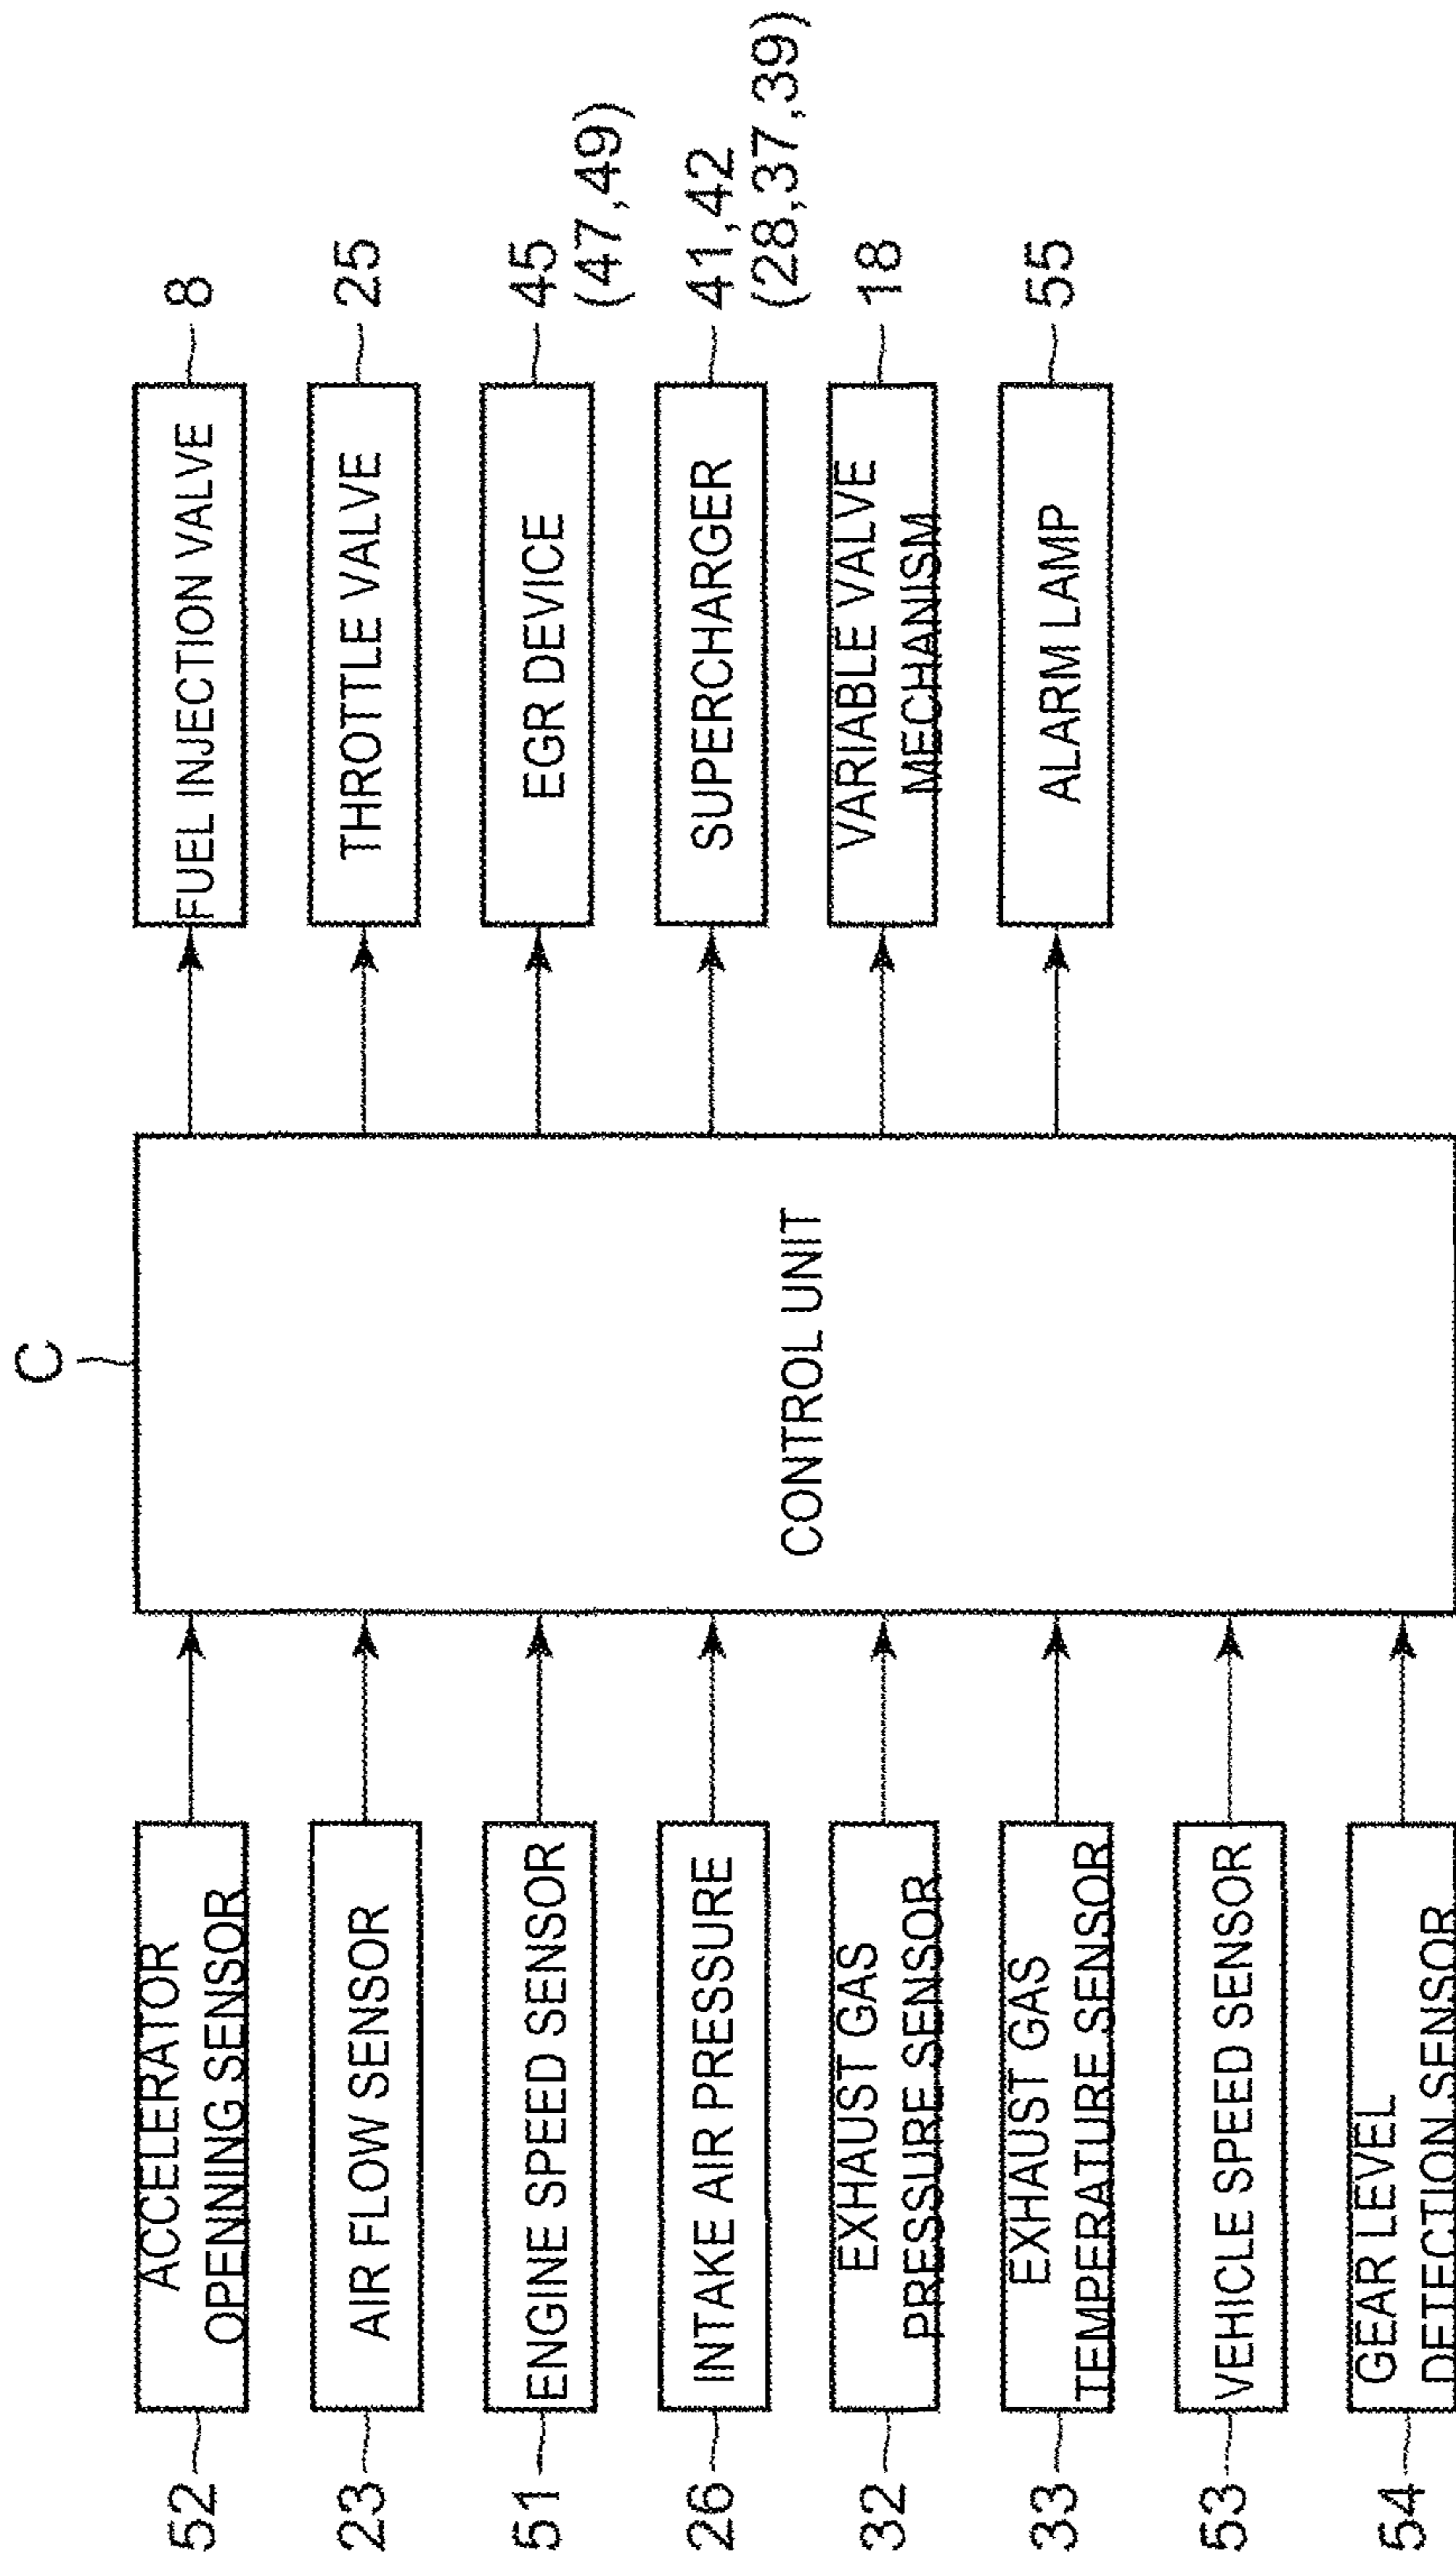 C
52
ACCELERATOR
OPENNING SENSOR
23
AIR FLOW SENSOR
51
ENGINE SPEED SENSOR
26
INTAKE AIR PRESSURE
32
EXHAUST GAS
PRESSURE SENSOR
33
EXHAUST GAS
TEMPERATURE SENSOR
53
VEHICLE SPEED SENSOR
54
GEAR LEVEL
DETECTION SENSOR
CONTROL UNIT
FUEL INJECTION VALVE
8
THROTTLE VALVE
25
EGR DEVICE
45
(47,49)
SUPERCHARGER
41,42
(28,37,39)
VARIABLE VALVE
MECHANISM
18
ALARM LAMP
55